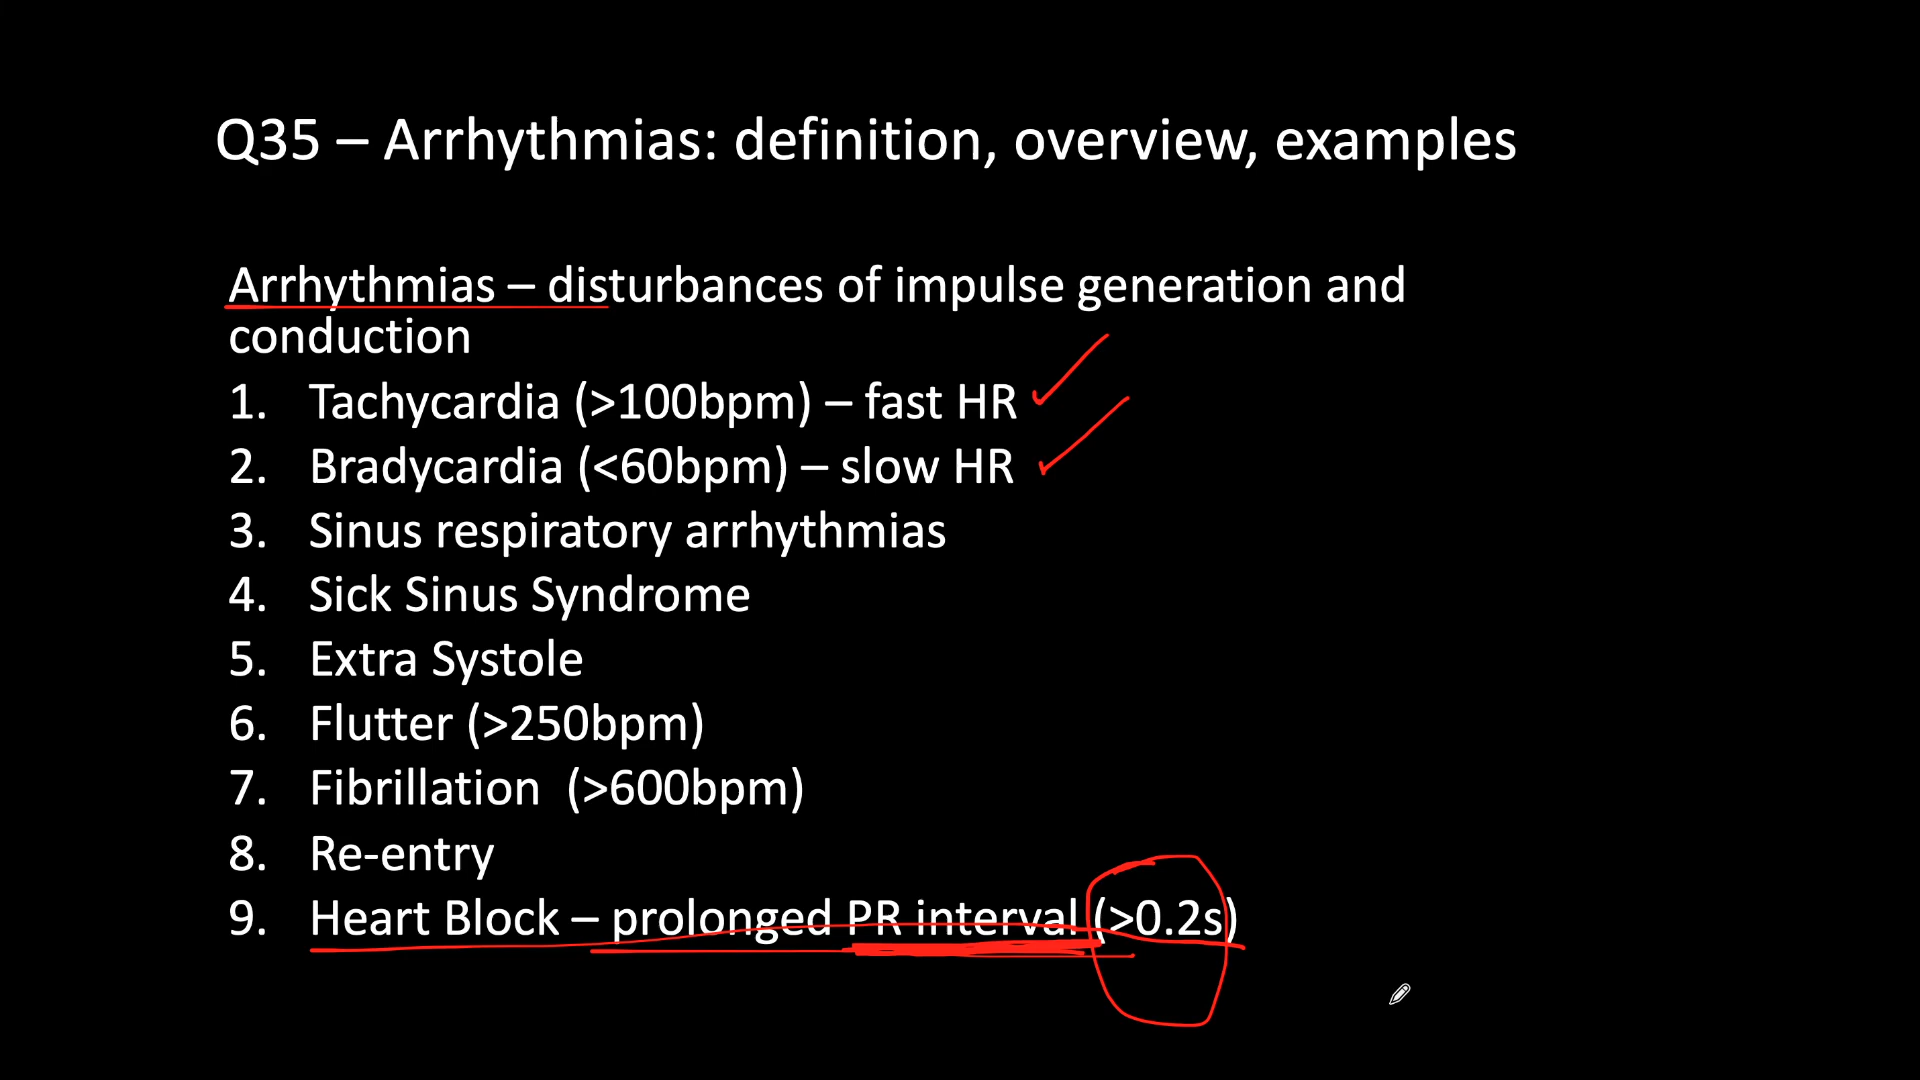 Q35 – Arrhythmias: definition, overview, examples
Arrhythmias – disturbances of impulse generation and
conduction
1. Tachycardia (>100bpm) – fast HR
2. Bradycardia (<60bpm) – slow HR
3. Sinus respiratory arrhythmias
4. Sick Sinus Syndrome
5. Extra Systole
6. Flutter (>250bpm)
7. Fibrillation (>600bpm)
8. Re-entry
9. Heart Block – prolonged PR interval (>0.2s)